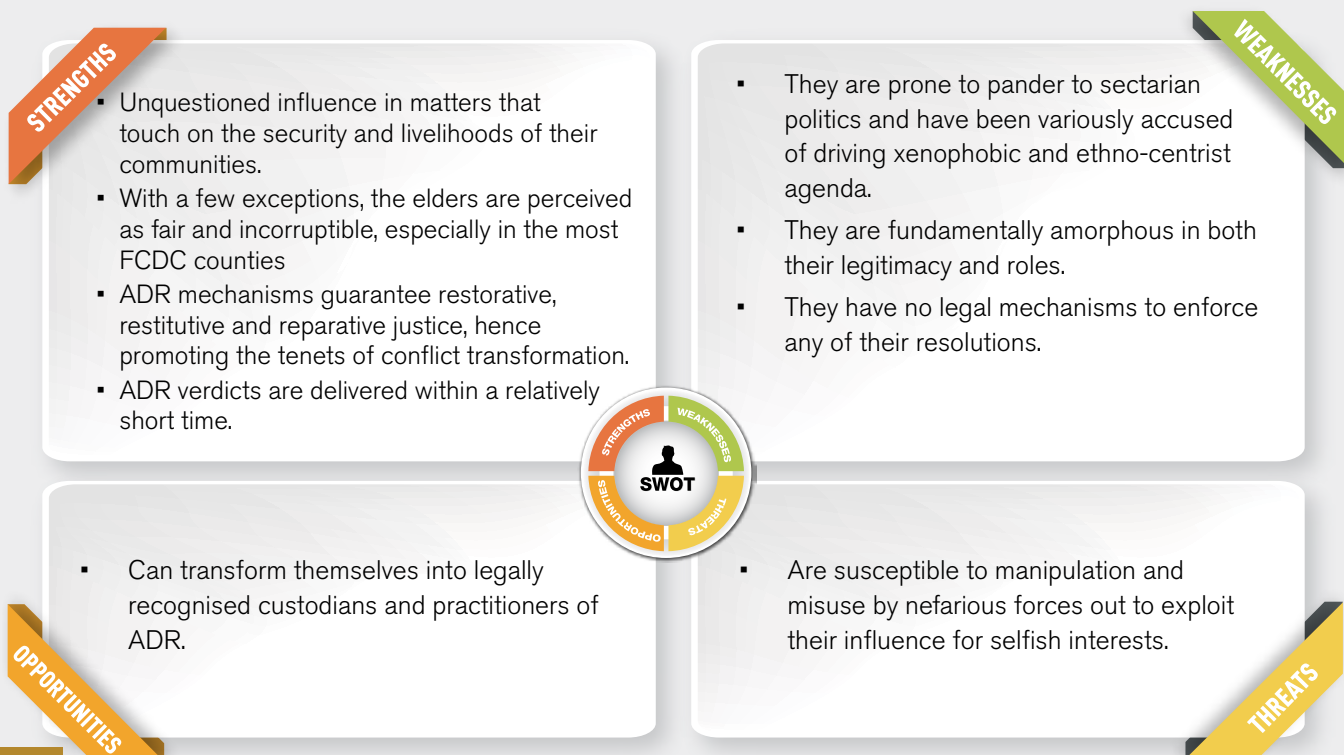 STRENGTHS
▪ Unquestioned influence in matters that
touch on the security and livelihoods of their
communities.
▪ With a few exceptions, the elders are perceived
as fair and incorruptible, especially in the most
FCDC counties
▪ ADR mechanisms guarantee restorative,
restitutive and reparative justice, hence
promoting the tenets of conflict transformation.
▪ ADR verdicts are delivered within a relatively
short time.
WEAKNESSES
▪ They are prone to pander to sectarian
politics and have been variously accused
of driving xenophobic and ethno-centrist
agenda.
▪ They are fundamentally amorphous in both
their legitimacy and roles.
▪ They have no legal mechanisms to enforce
any of their resolutions.
STRENGTHS
WEAKNESSES
SWOT
OPPORTUNITIES
THREATS
▪ Can transform themselves into legally
recognised custodians and practitioners of
ADR.
OPPORTUNITIES
▪ Are susceptible to manipulation and
misuse by nefarious forces out to exploit
their influence for selfish interests.
THREATS